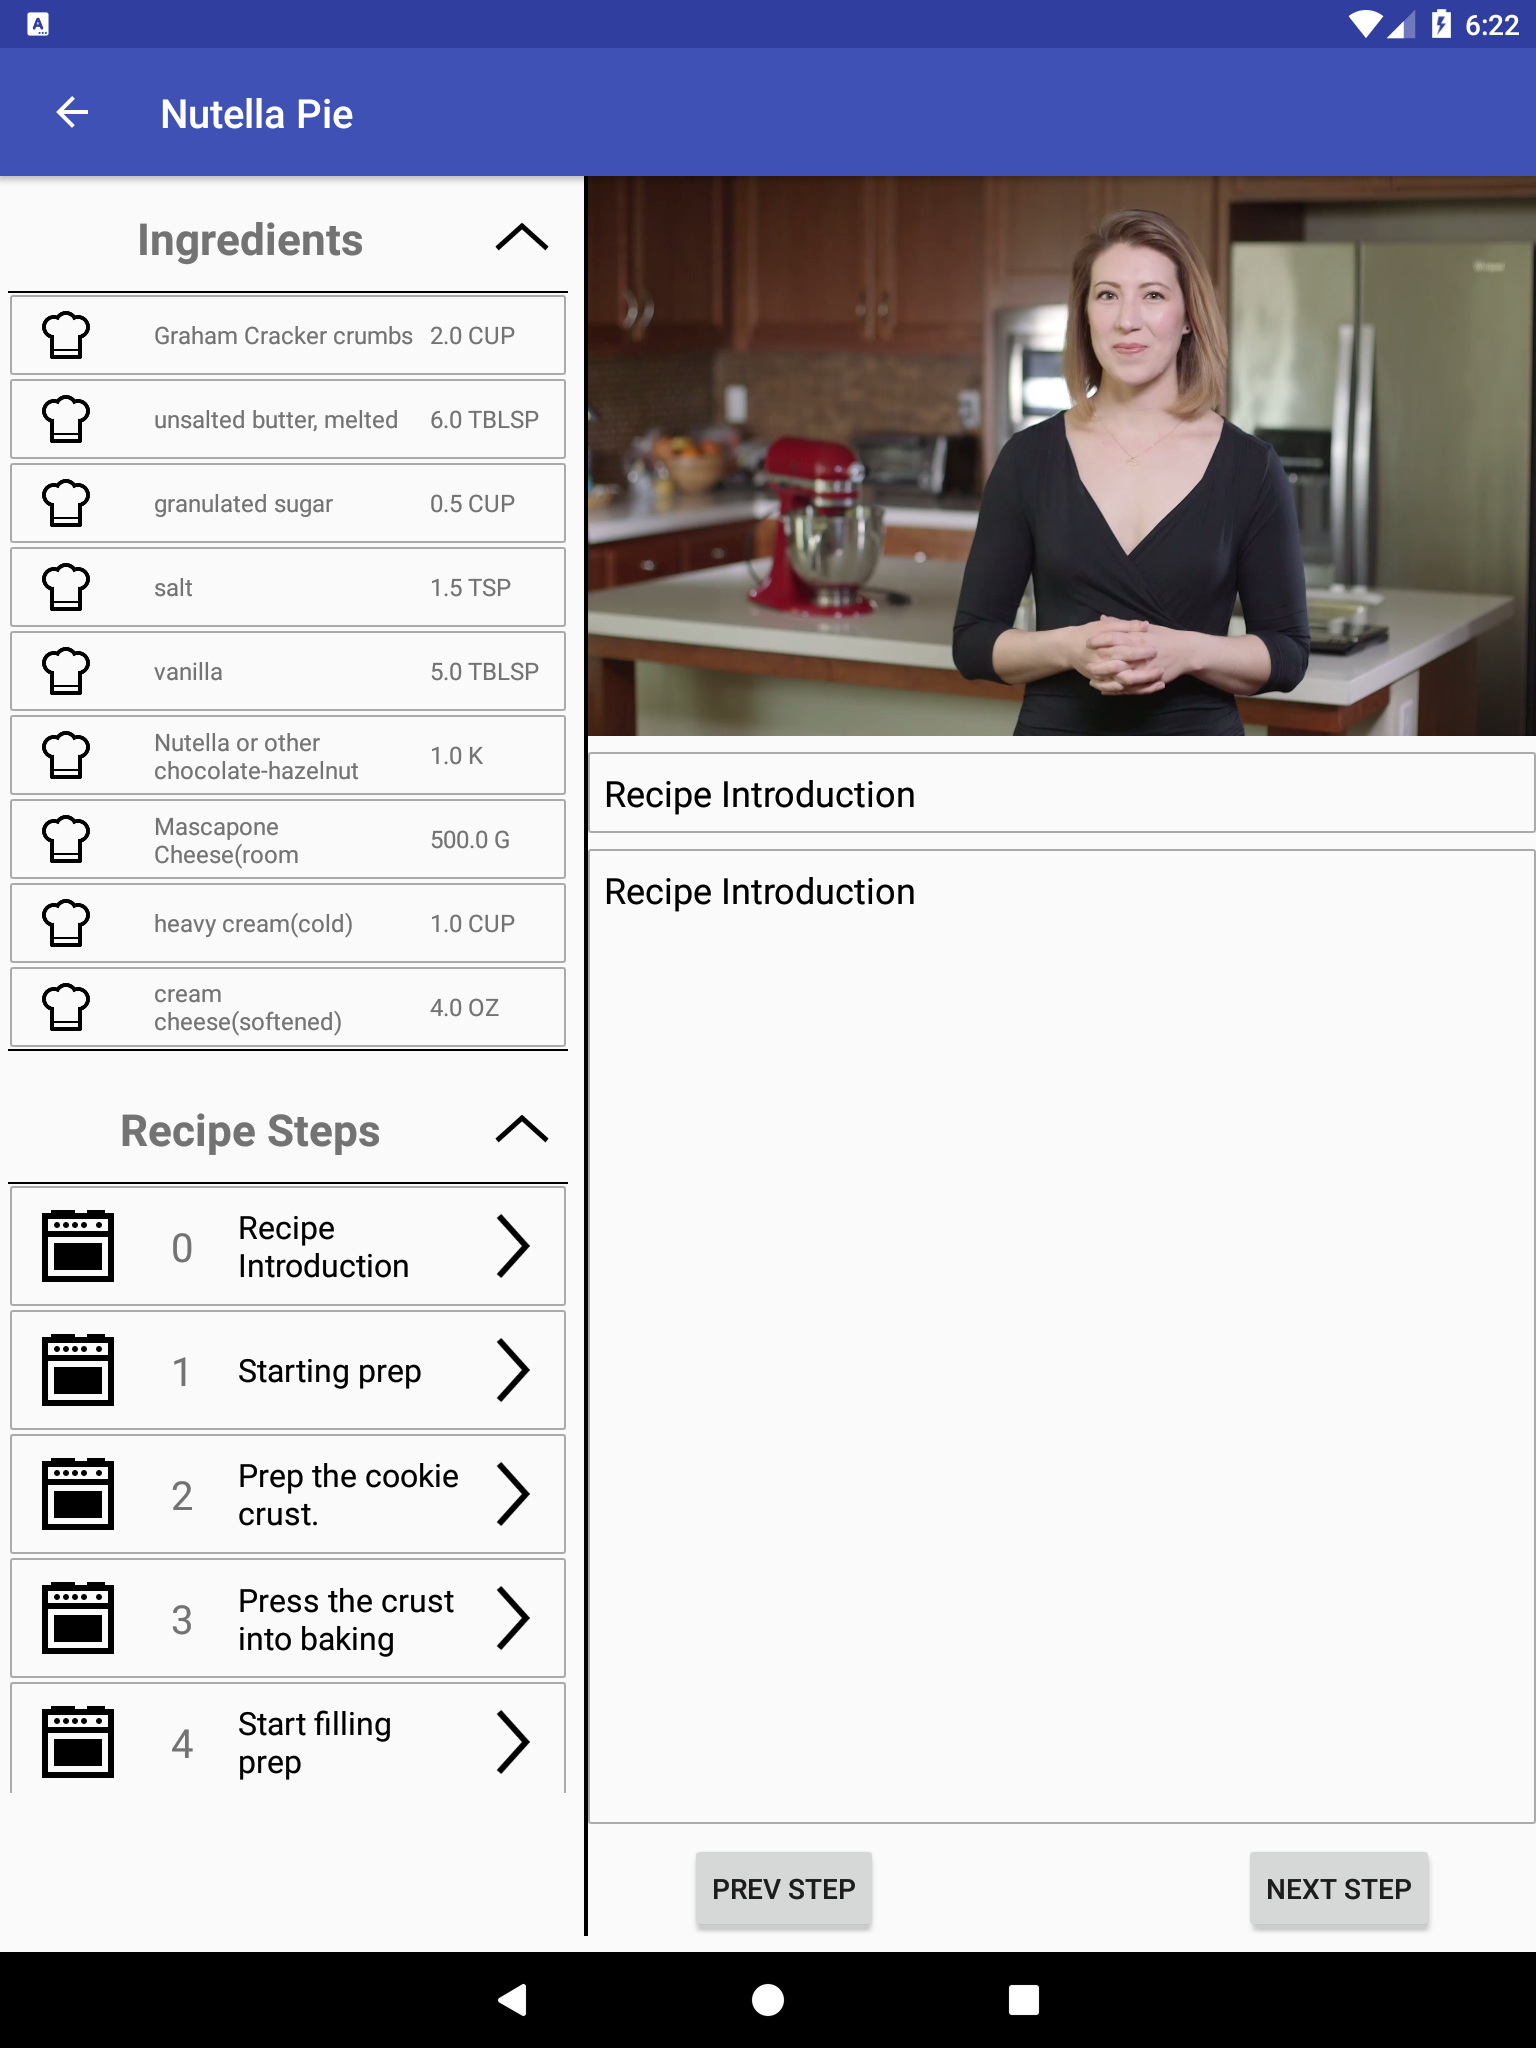 A
6:22
Nutella Pie
Ingredients
Graham Cracker crumbs 2.0 CUP
unsalted butter, melted 6.0 TBLSP
granulated sugar 0.5 CUP
salt 1.5 TSP
vanilla 5.0 TBLSP
Nutella or other
chocolate-hazelnut
1.0 K
Mascapone
Cheese(room
500.0 G
heavy cream(cold) 1.0 CUP
cream
cheese(softened)
4.0 OZ
Recipe Steps
0
Recipe
Introduction
1 Starting prep
2
Prep the cookie
crust.
3
Press the crust
into baking
4
Start filling
prep
Recipe Introduction
Recipe Introduction
PREV STEP
NEXT STEP